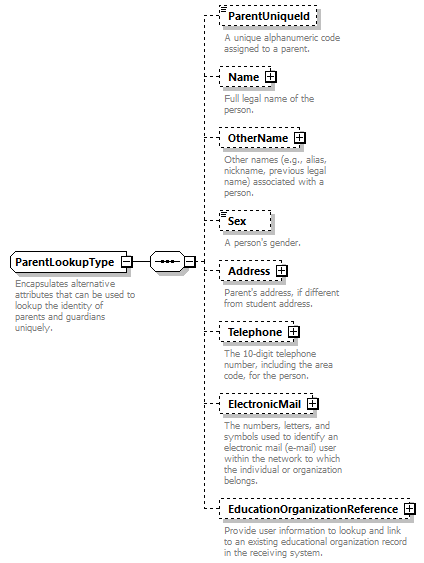 ParentUniqueId
A unique alphanumeric code
assigned to a parent.
Name
Full legal name of the
person.
OtherName
Other names (e.g., alias,
nickname, previous legal
name) associated with a
person.
Sex
A person's gender.
ParentLookupType
Encapsulates alternative
attributes that can be used to
lookup the identity of
parents and guardians
uniquely.
Address
Parent's address, if different
from student address.
Telephone
The 10-digit telephone
number, including the area
code, for the person.
ElectronicMail
The numbers, letters, and
symbols used to identify an
electronic mail (e-mail) user
within the network to which
the individual or organization
belongs.
EducationOrganizationReference
Provide user information to lookup and link
to an existing educational organization record
in the receiving system.